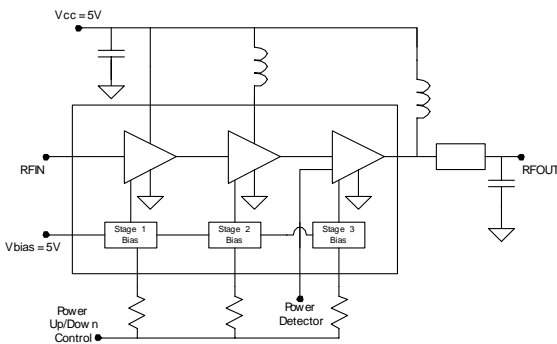 Vcc = 5V
RFIN
RFOUT
Stage 1
Bias
Stage 2
Bias
Stage 3
Bias
Vbias = 5V
Power
Up/Down
Control
Power
Detector